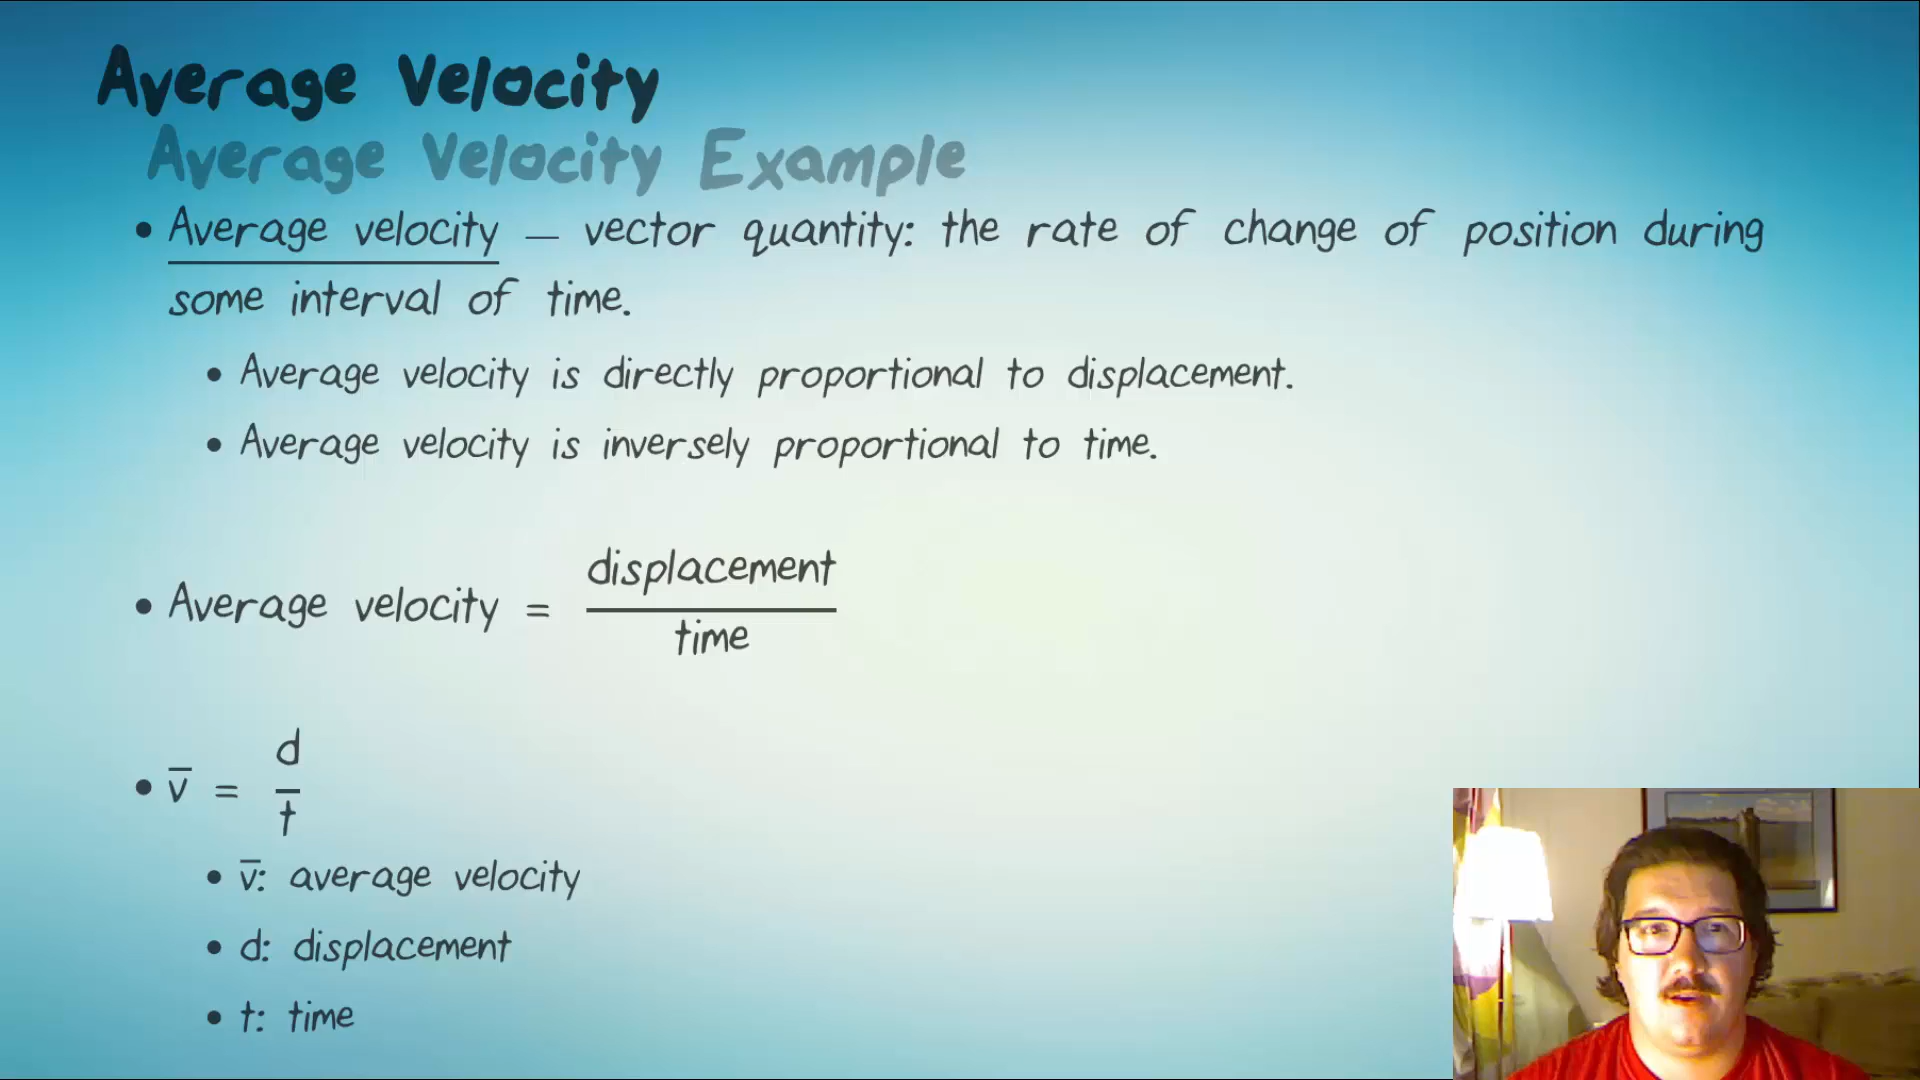 Average Velocity
Average Velocity Example
• Average velocity — vector quantity: the rate of change of position during
some interval of time.
• Average velocity is directly proportional to displacement.
• Average velocity is inversely proportional to time.
displacement
• Average velocity =
time
d
• v̅ =
t
• v̅: average velocity
• d: displacement
• t: time